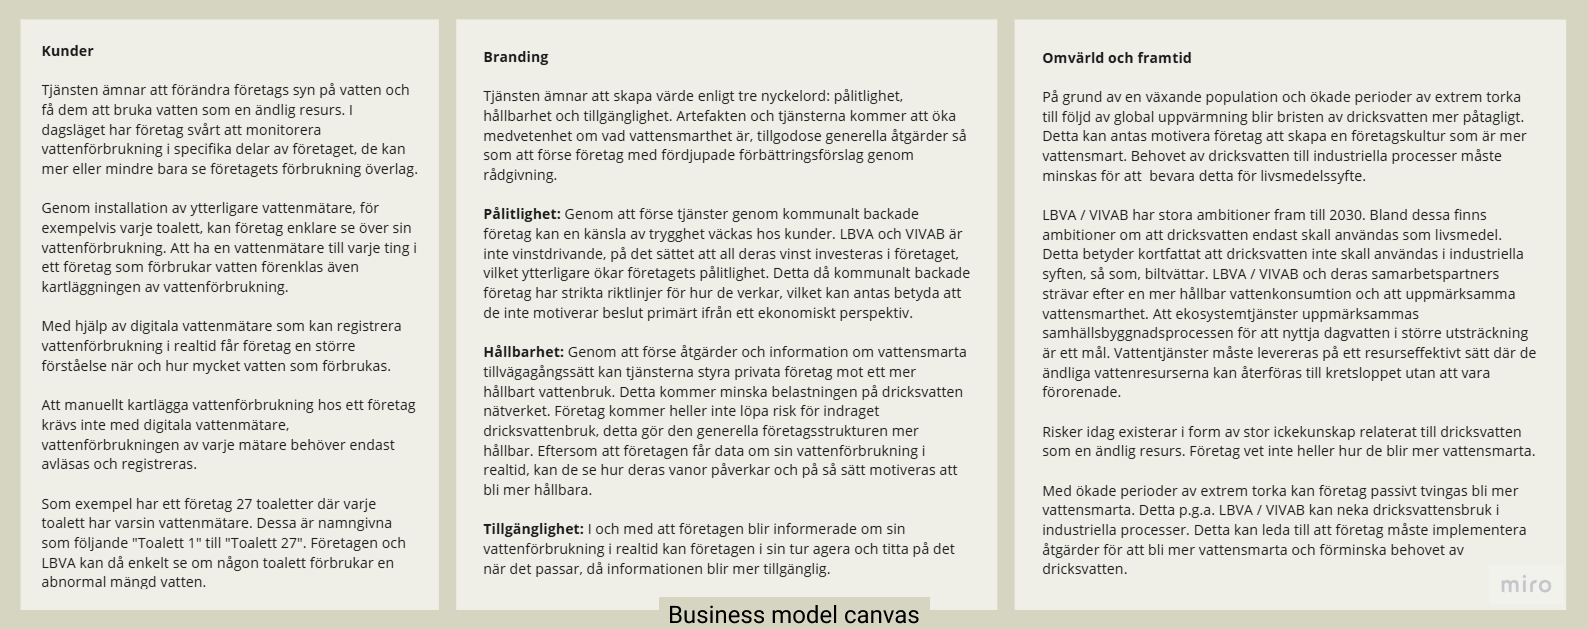 Kunder
Tjänsten ämnar att förändra företags syn på vatten och
få dem att bruka vatten som en ändlig resurs. I
dagsläget har företag svårt att monitorera
vattenförbrukning i specifika delar av företaget, de kan
mer eller mindre bara se företagets förbrukning överlag.
Genom installation av ytterligare vattenmätare, för
exempelvis varje toalett, kan företag enklare se över sin
vattenförbrukning. Att ha en vattenmätare till varje ting i
ett företag som förbrukar vatten förenklas även
kartläggningen av vattenförbrukning.
Med hjälp av digitala vattenmätare som kan registrera
vattenförbrukning i realtid får företag en större
förståelse när och hur mycket vatten som förbrukas.
Att manuellt kartlägga vattenförbrukning hos ett företag
krävs inte med digitala vattenmätare,
vattenförbrukningen av varje mätare behöver endast
avläsas och registreras.
Som exempel har ett företag 27 toaletter där varje
toalett har varsin vattenmätare. Dessa är namngivna
som följande "Toalett 1" till "Toalett 27". Företagen och
LBVA kan då enkelt se om någon toalett förbrukar en
abnormal mängd vatten.
Branding
Tjänsten ämnar att skapa värde enligt tre nyckelord: pålitlighet,
hållbarhet och tillgänglighet. Artefakten och tjänsterna kommer att öka
medvetenhet om vad vattensmarthet är, tillgodose generella åtgärder så
som att förse företag med fördjupade förbättringsförslag genom
rådgivning.
Pålitlighet: Genom att förse tjänster genom kommunalt backade
företag kan en känsla av trygghet väckas hos kunder. LBVA och VIVAB är
inte vinstdrivande, på det sättet att all deras vinst investeras i företaget,
vilket ytterligare ökar företagets pålitlighet. Detta då kommunalt backade
företag har strikta riktlinjer för hur de verkar, vilket kan antas betyda att
de inte motiverar beslut primärt ifrån ett ekonomiskt perspektiv.
Hållbarhet: Genom att förse åtgärder och information om vattensmarta
tillvägagångssätt kan tjänsterna styra privata företag mot ett mer
hållbart vattenbruk. Detta kommer minska belastningen på dricksvatten
nätverket. Företag kommer heller inte löpa risk för indraget
dricksvattenbruk, detta gör den generella företagsstrukturen mer
hållbar. Eftersom att företagen får data om sin vattenförbrukning i
realtid, kan de se hur deras vanor påverkar och på så sätt motiveras att
bli mer hållbara.
Tillgänglighet: I och med att företagen blir informerade om sin
vattenförbrukning i realtid kan företagen i sin tur agera och titta på det
när det passar, då informationen blir mer tillgänglig.
Omvärld och framtid
På grund av en växande population och ökade perioder av extrem torka
till följd av global uppvärmning blir bristen av dricksvatten mer påtagligt.
Detta kan antas motivera företag att skapa en företagskultur som är mer
vattensmart. Behovet av dricksvatten till industriella processer måste
minskas för att  bevara detta för livsmedelssyfte.
LBVA / VIVAB har stora ambitioner fram till 2030. Bland dessa finns
ambitioner om att dricksvatten endast skall användas som livsmedel.
Detta betyder kortfattat att dricksvatten inte skall användas i industriella
syften, så som, biltvättar. LBVA / VIVAB och deras samarbetspartners
strävar efter en mer hållbar vattenkonsumtion och att uppmärksamma
vattensmarthet. Att ekosystemtjänster uppmärksammas
samhällsbyggnadsprocessen för att nyttja dagvatten i större utsträckning
är ett mål. Vattentjänster måste levereras på ett resurseffektivt sätt där de
ändliga vattenresurserna kan återföras till kretsloppet utan att vara
förorenade.
Risker idag existerar i form av stor ickekunskap relaterat till dricksvatten
som en ändlig resurs. Företag vet inte heller hur de blir mer vattensmarta.
Med ökade perioder av extrem torka kan företag passivt tvingas bli mer
vattensmarta. Detta p.g.a. LBVA / VIVAB kan neka dricksvattensbruk i
industriella processer. Detta kan leda till att företag måste implementera
åtgärder för att bli mer vattensmarta och förminska behovet av
dricksvatten.
miro
Business model canvas